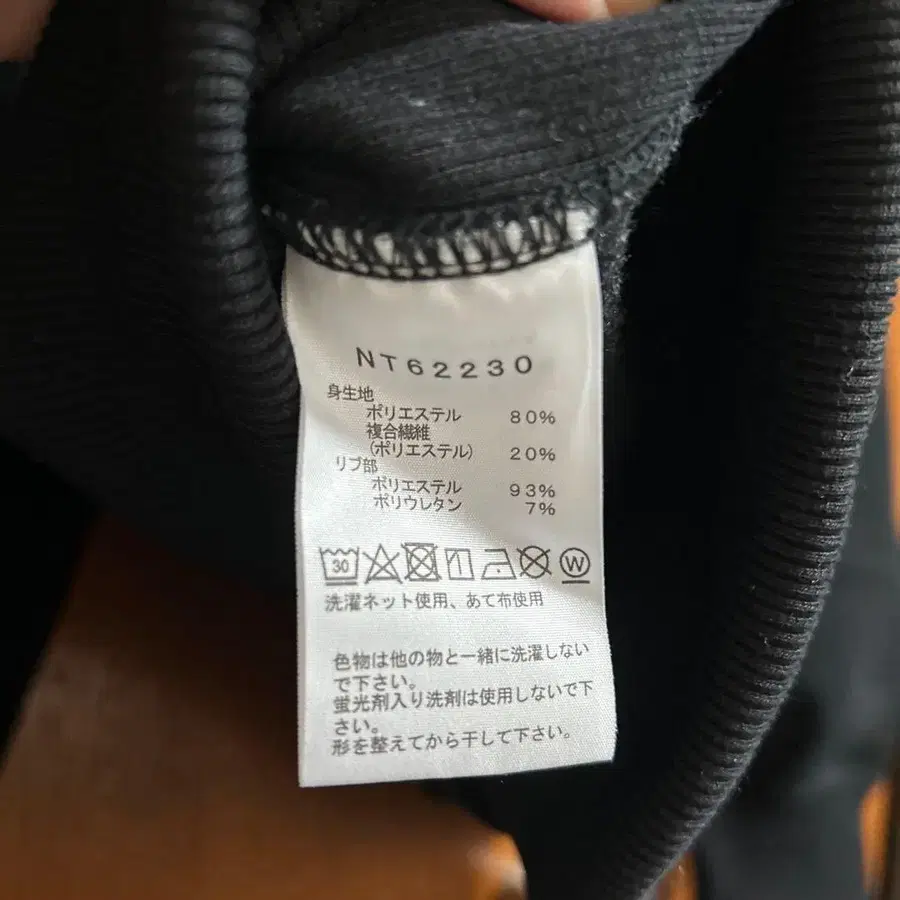 NT62230
身生地
ポリエステル 80%
複合繊維
(ポリエステル) 20%
リブ部
ポリエステル 93%
ポリウレタン 7%
30 W
洗濯ネット使用、あて布使用
色物は他の物と一緒に洗濯しない
で下さい。
蛍光剤入り洗剤は使用しないで下
さい。
形を整えてから干して下さい。